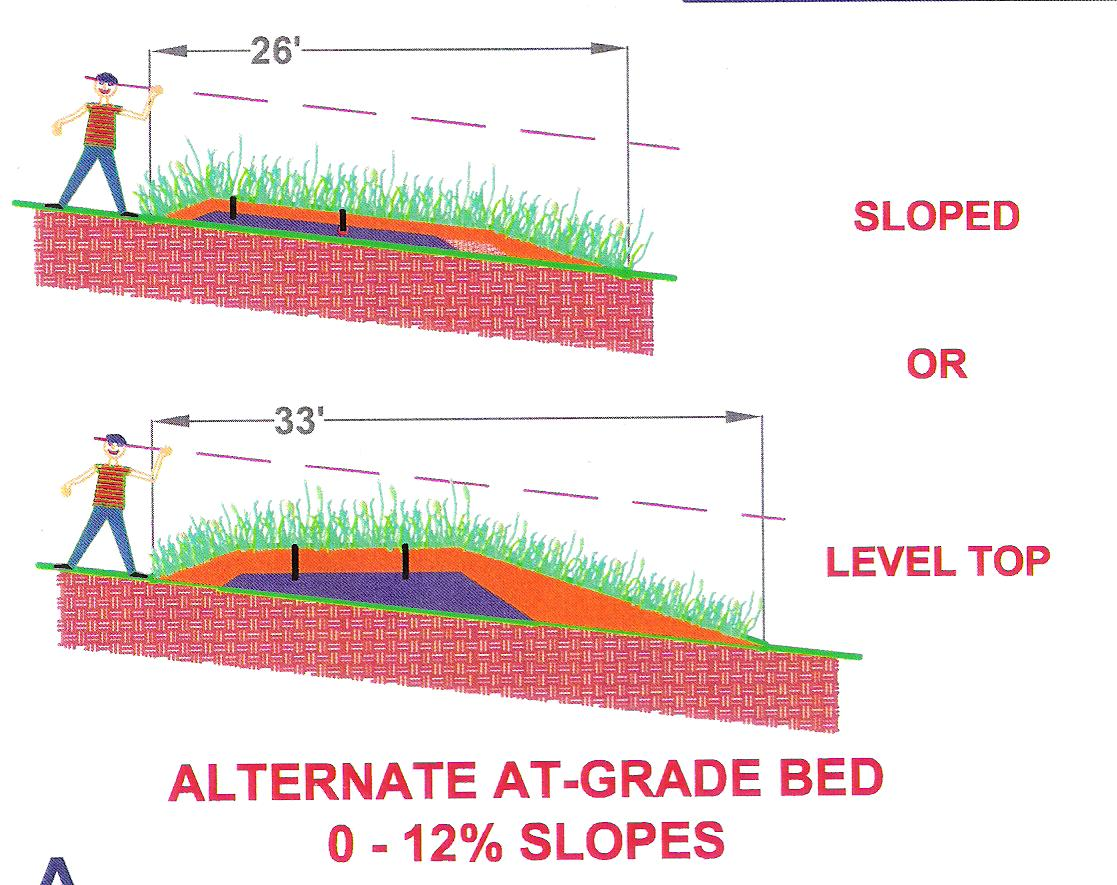 26'
SLOPED
OR
33'
LEVEL TOP
ALTERNATE AT-GRADE BED
0 - 12% SLOPES